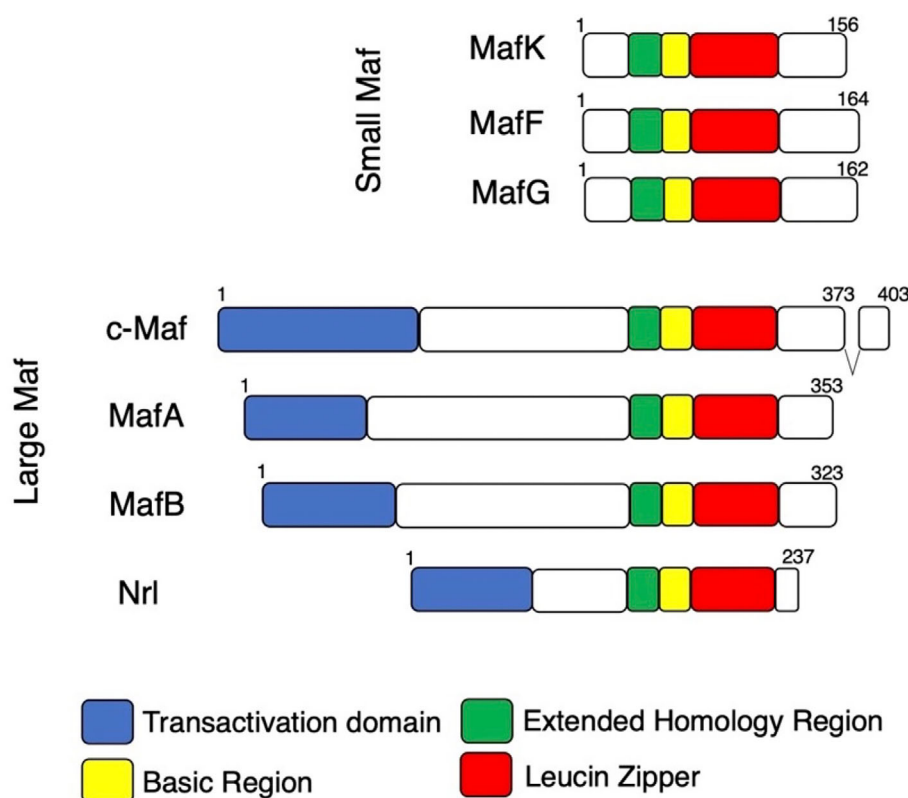 Small Maf
MafK
1 156
MafF
1 164
MafG
1 162
Large Maf
c-Maf
1 373 403
MafA
1 353
MafB
1 323
Nrl
1 237
Transactivation domain
Extended Homology Region
Basic Region
Leucin Zipper